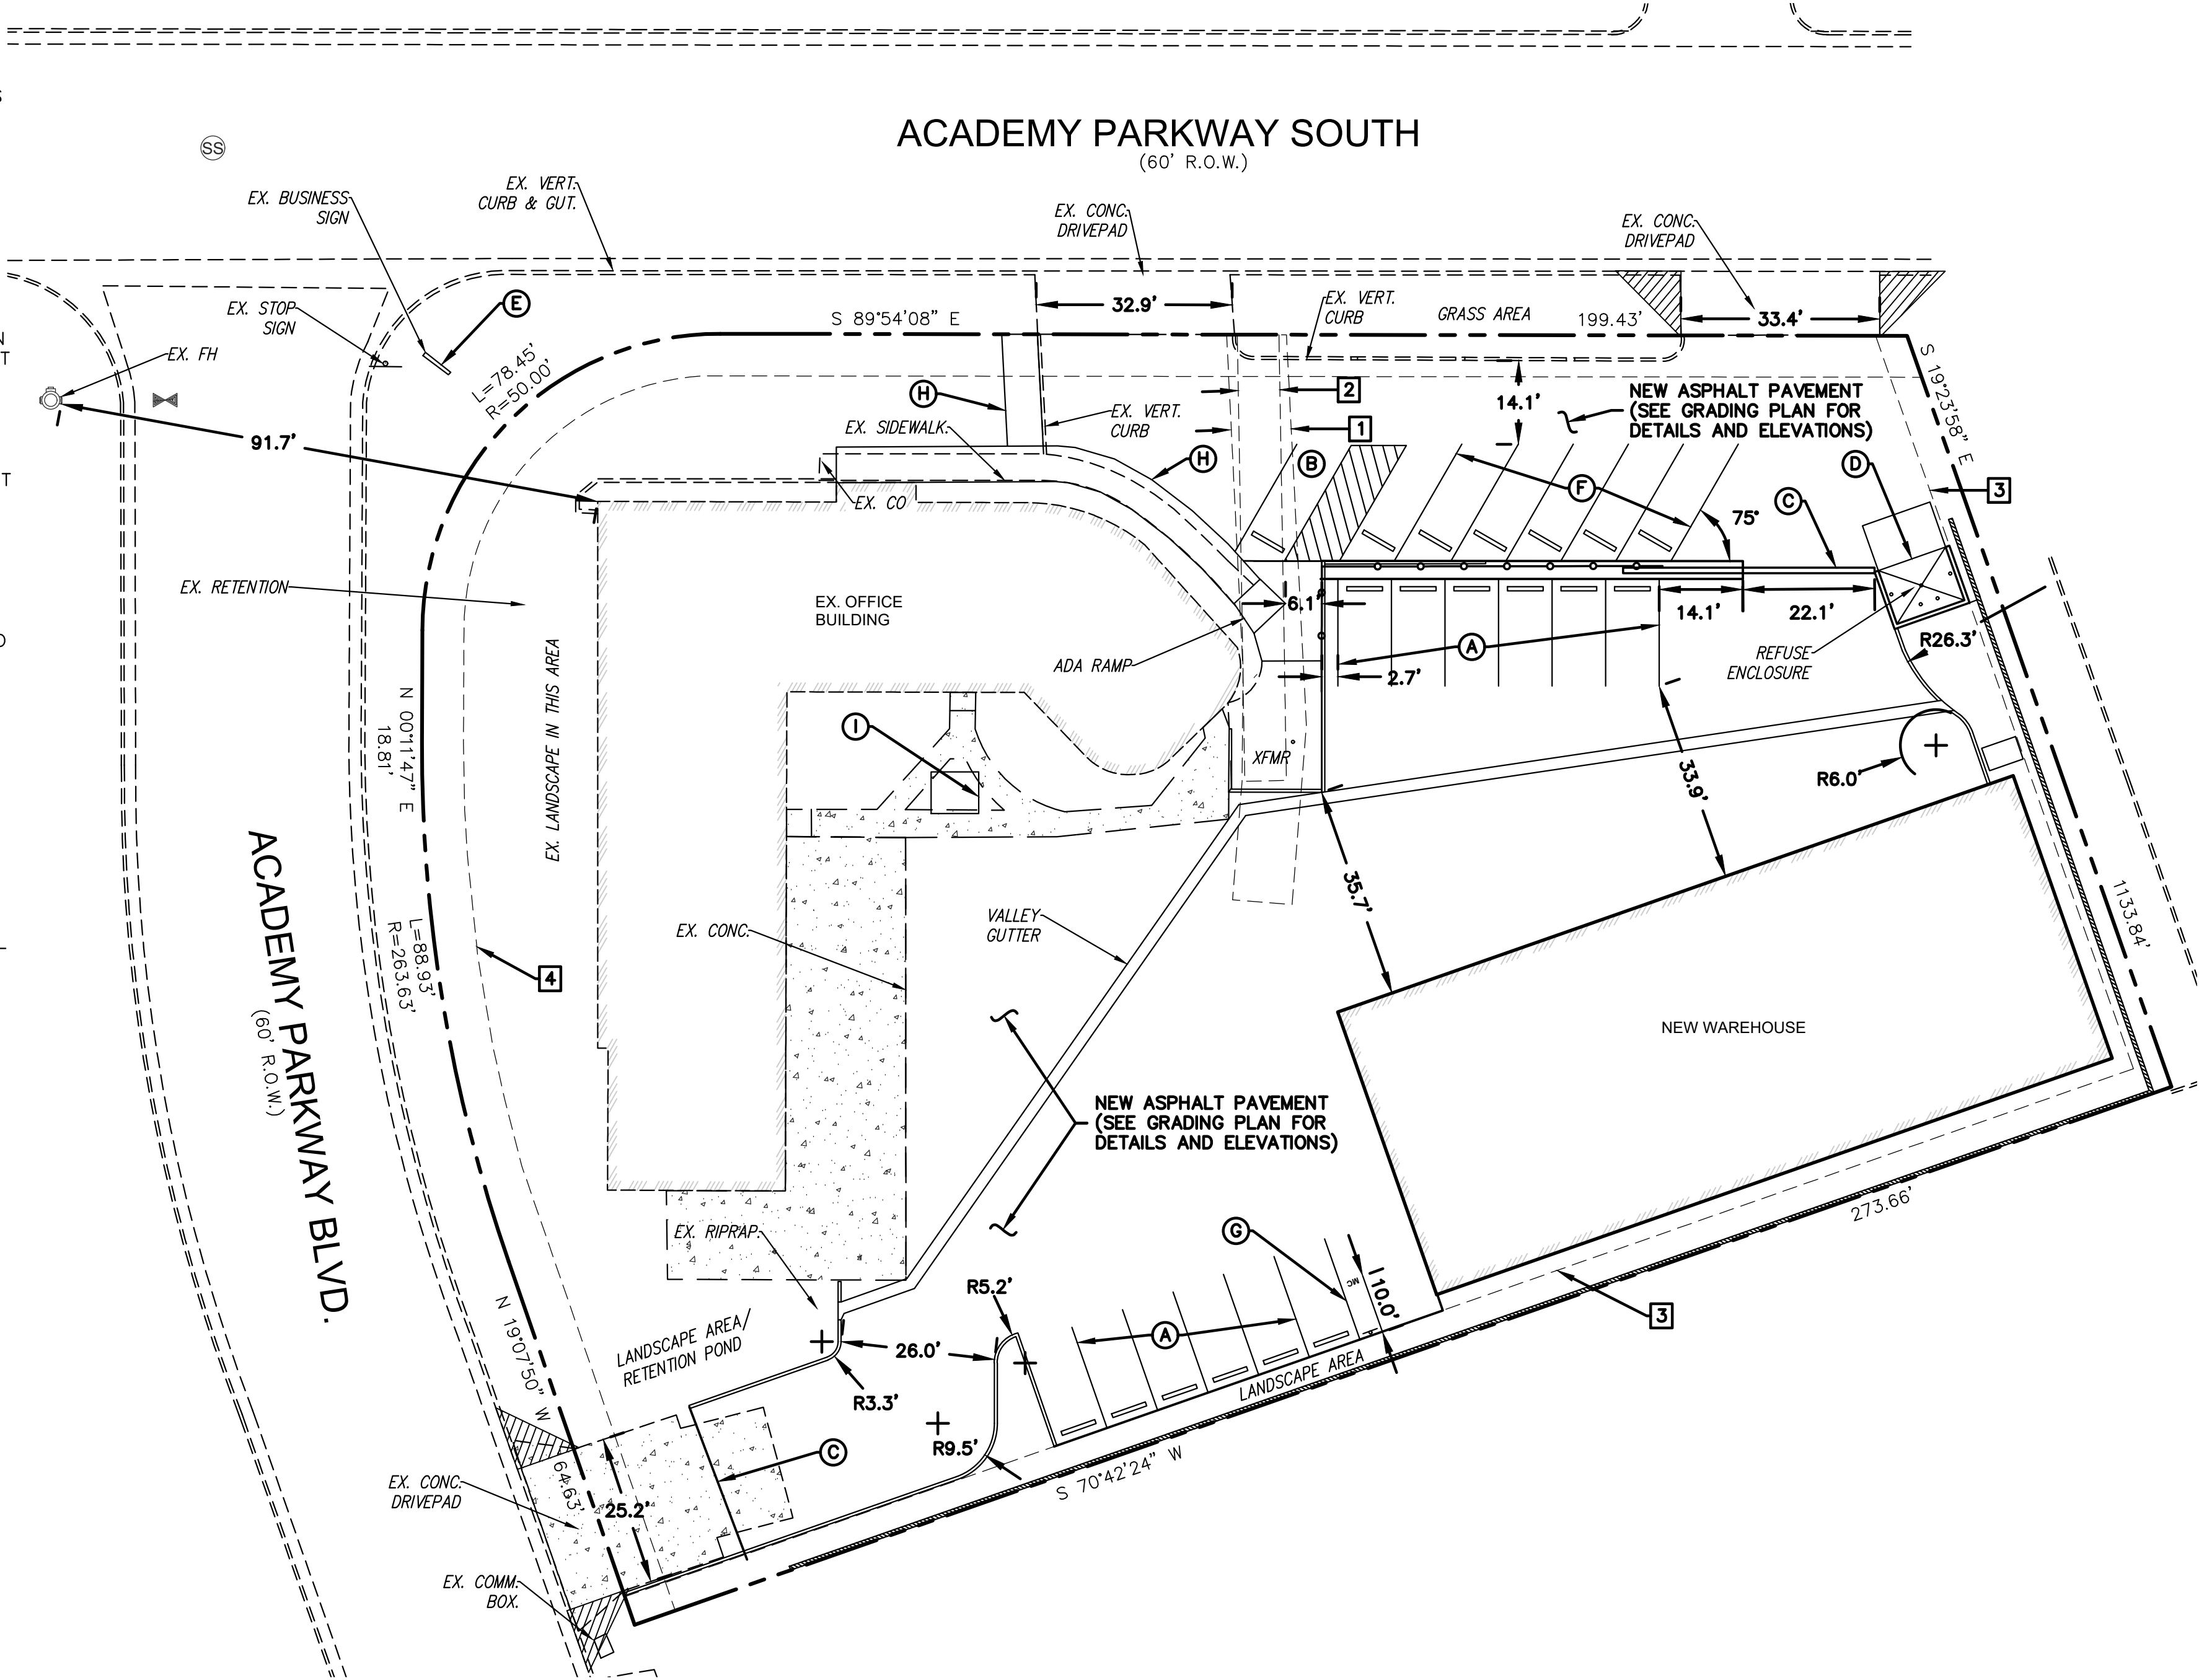 ACADEMY PARKWAY SOUTH
(60' R.O.W.)
SS
EX. BUSINESS
SIGN
EX. VERT.
CURB & GUT.
EX. CONC.
DRIVEPAD
EX. CONC.
DRIVEPAD
EX. STOP
SIGN
E
EX. FH
32.9'
EX. VERT.
CURB
GRASS AREA
199.43'
33.4'
S 89°54'08" E
S 19°23'58" E
L=78.45'
R=50.00'
91.7'
H
EX. VERT.
CURB
2
1
14.1'
NEW ASPHALT PAVEMENT
(SEE GRADING PLAN FOR
DETAILS AND ELEVATIONS)
EX. SIDEWALK
H
B
F
D
C
3
EX. CO
75°
EX. RETENTION
EX. OFFICE
BUILDING
EX. LANDSCAPE IN THIS AREA
6.1'
14.1'
22.1'
ADA RAMP
A
2.7'
REFUSE
ENCLOSURE
R26.3'
N 00°11'47" E
18.81'
I
XFMR
33.9'
R6.0'
ACADEMY PARKWAY BLVD.
(60' R.O.W.)
L=88.93'
R=263.63'
4
EX. CONC.
VALLEY
GUTTER
35.7'
1133.84'
NEW WAREHOUSE
NEW ASPHALT PAVEMENT
(SEE GRADING PLAN FOR
DETAILS AND ELEVATIONS)
EX. RIPRAP
G
273.66'
MC
10.0'
3
R5.2'
A
N 19°07'50" W
64.63'
LANDSCAPE AREA/
RETENTION POND
26.0'
LANDSCAPE AREA
R3.3'
R9.5'
C
S 70°42'24" W
EX. CONC.
DRIVEPAD
25.2'
EX. COMM.
BOX.